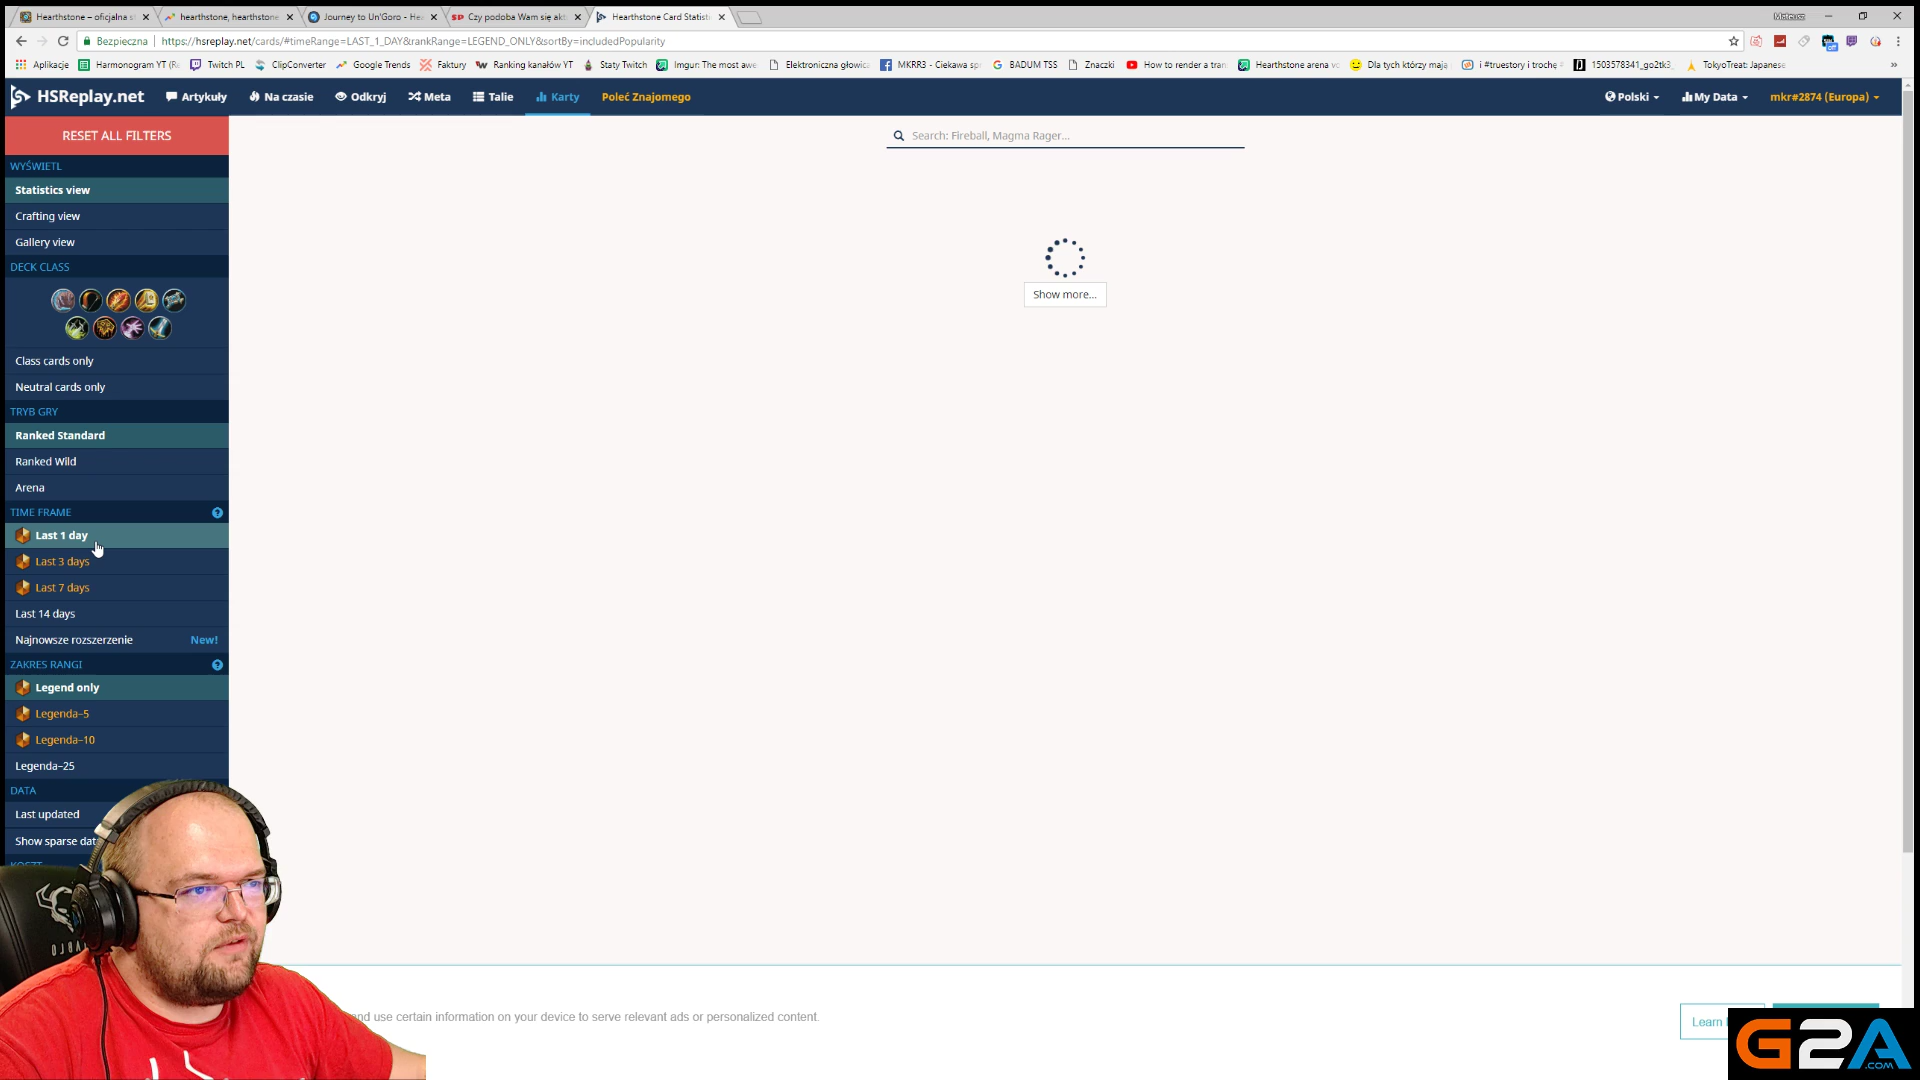 Hearthstone – oficjalna s
hearthstone, hearthstone
Journey to Un'Goro - He
Czy podoba Wam się akt
Hearthstone Card Statisti
Mateusz
Bezpieczna
https://hsreplay.net/cards/#timeRange=LAST_1_DAY&rankRange=LEGEND_ONLY&sortBy=includedPopularity
Aplikacje
Harmonogram YT (R
Twitch PL
ClipConverter
Google Trends
Faktury
Ranking kanałów YT
Staty Twitch
Imgur: The most awe
Elektroniczna głowic
MKRR3 - Ciekawa sp
BADUM TSS
Znaczki
How to render a tran
Hearthstone arena vo
Dla tych którzy mają
i #truestory i trochę
1503578341_go2tk3_
TokyoTreat: Japanese
»
HSReplay.net
Artykuły
Na czasie
Odkryj
Meta
Talie
Karty
Poleć Znajomego
Polski
My Data
mkr#2874 (Europa)
RESET ALL FILTERS
Search: Fireball, Magma Rager...
WYŚWIETL
Statistics view
Crafting view
Gallery view
DECK CLASS
Show more...
Class cards only
Neutral cards only
TRYB GRY
Ranked Standard
Ranked Wild
Arena
TIME FRAME
Last 1 day
Last 3 days
Last 7 days
Last 14 days
Najnowsze rozszerzenie New!
ZAKRES RANGI
Legend only
Legenda–5
Legenda–10
Legenda–25
DATA
Last updated
Show sparse dat
and use certain information on your device to serve relevant ads or personalized content.
Learn
G2A
.COM